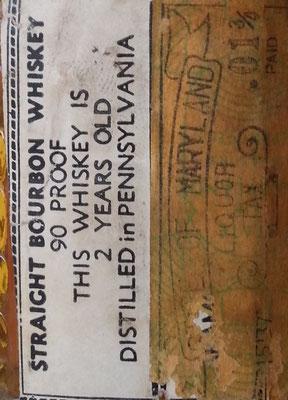 STRAIGHT BOURBON WHISKEY
90 PROOF
THIS WHISKEY IS
2 YEARS OLD
DISTILLED in PENNSYLVANIA
OF MARYLAND
LIQUOR
TAX
.01¾
PAID